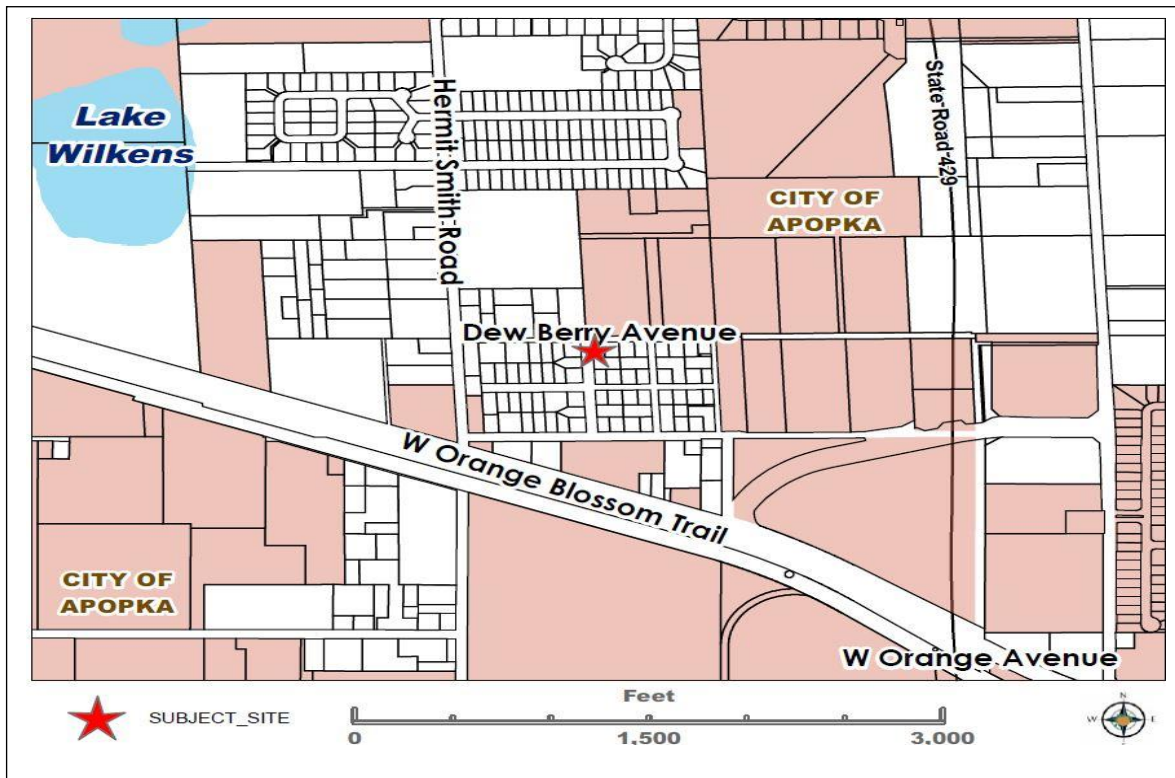 Lake
Wilkens
Hermit Smith Road
State Road 429
CITY OF
APOPKA
Dew Berry Avenue
W Orange Blossom Trail
CITY OF
APOPKA
W Orange Avenue
SUBJECT_SITE
Feet
0
1,500
3,000
N
W
E
S